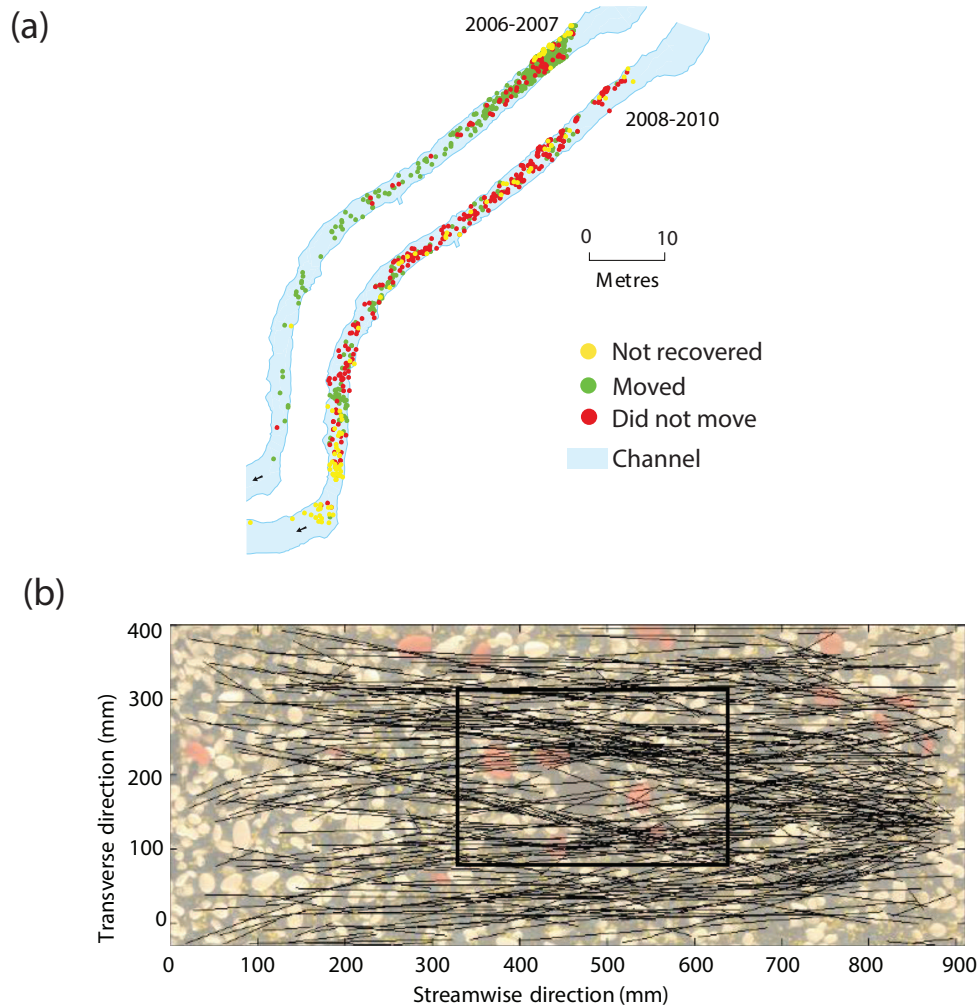 (a)
2006-2007
2008-2010
0 10
Metres
Not recovered
Moved
Did not move
Channel
(b)
Transverse direction (mm)
400
300
200
100
0
0 100 200 300 400 500 600 700 800 900
Streamwise direction (mm)